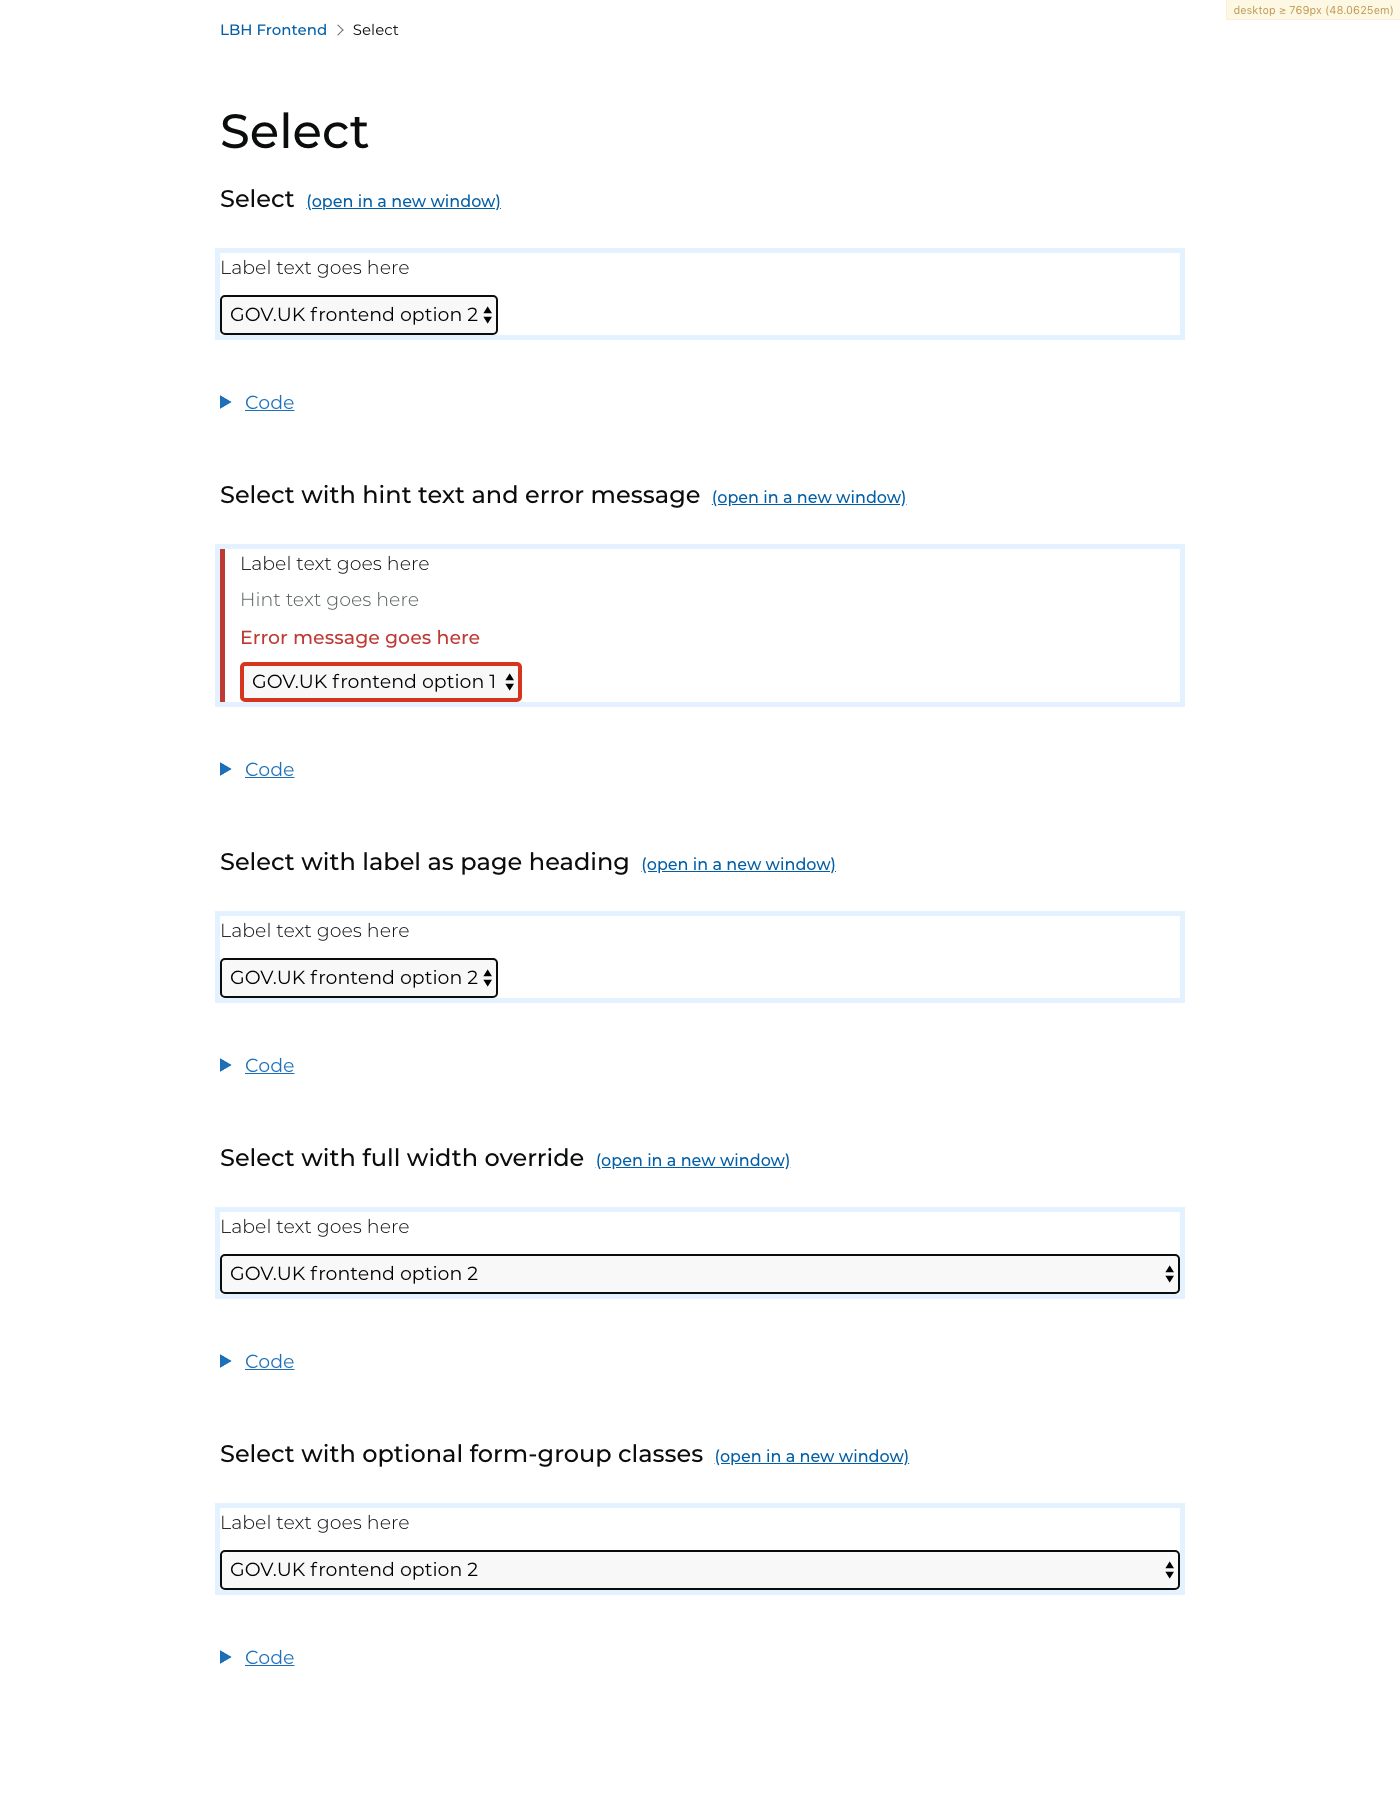 desktop ≥ 769px (48.0625em)
LBH Frontend Select
Select
Select (open in a new window)
Label text goes here
GOV.UK frontend option 2
Code
Select with hint text and error message (open in a new window)
Label text goes here
Hint text goes here
Error message goes here
GOV.UK frontend option 1
Code
Select with label as page heading (open in a new window)
Label text goes here
GOV.UK frontend option 2
Code
Select with full width override (open in a new window)
Label text goes here
GOV.UK frontend option 2
Code
Select with optional form-group classes (open in a new window)
Label text goes here
GOV.UK frontend option 2
Code